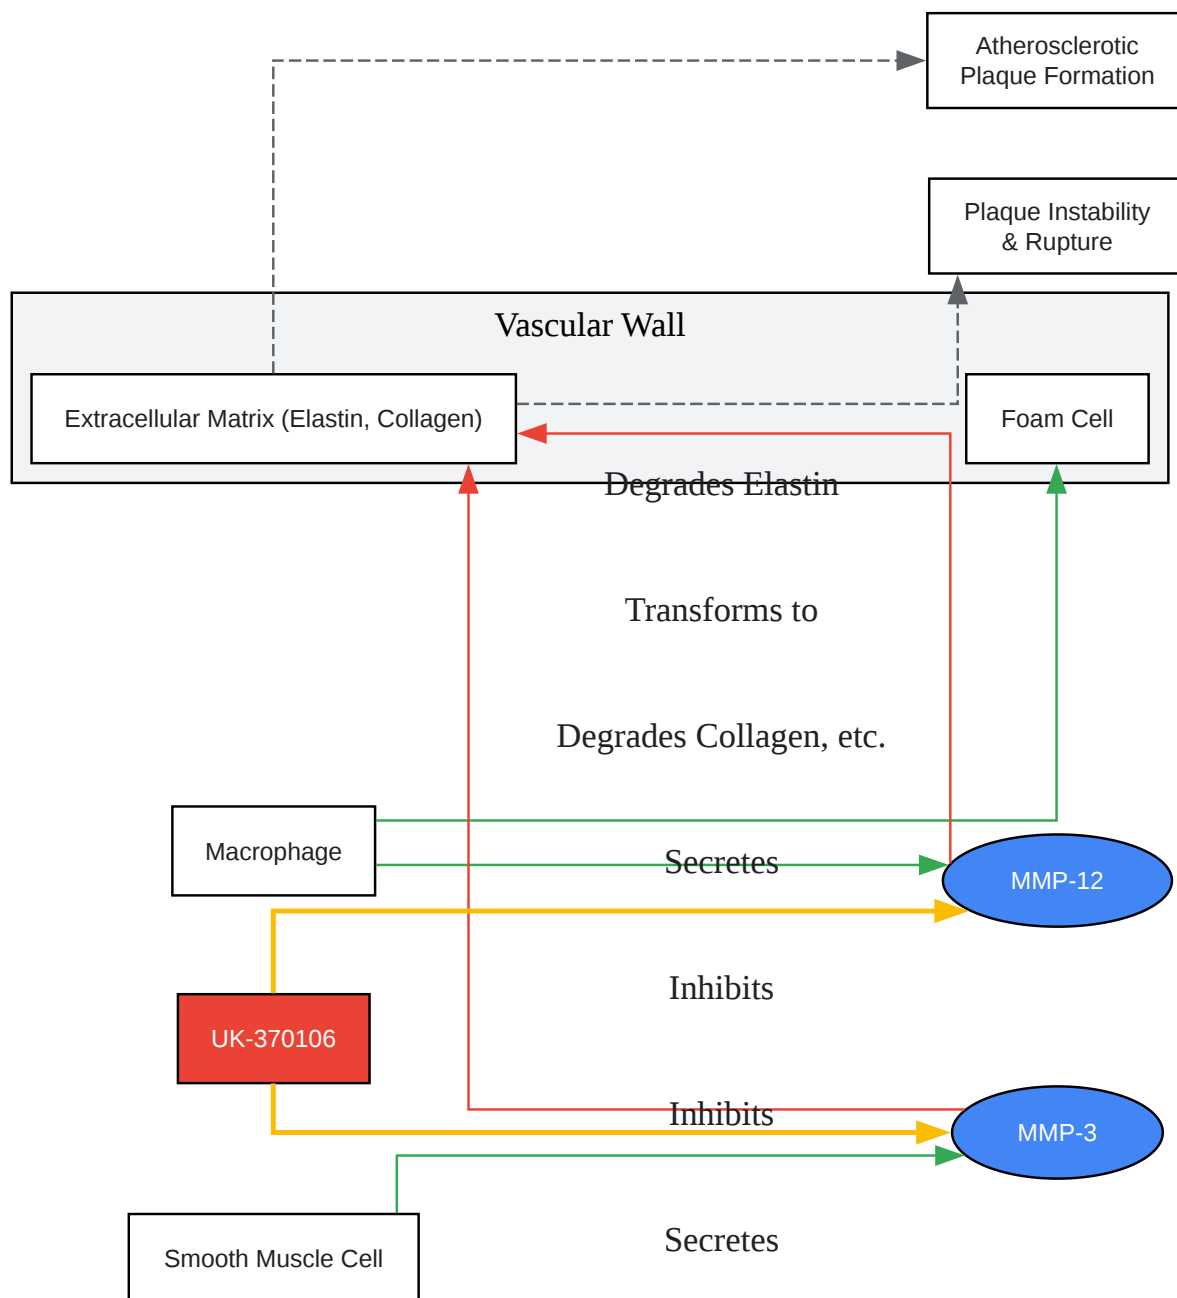 Atherosclerotic
Plaque Formation
Plaque Instability
& Rupture
Vascular Wall
Extracellular Matrix (Elastin, Collagen)
Foam Cell
Degrades Elastin
Transforms to
Degrades Collagen, etc.
Macrophage
Secretes
MMP-12
Inhibits
UK-370106
Inhibits
MMP-3
Secretes
Smooth Muscle Cell